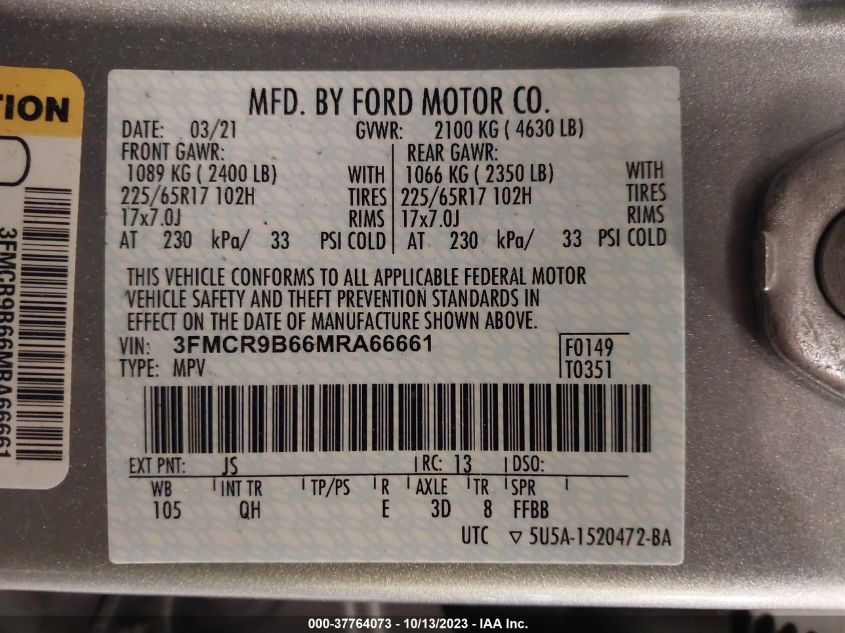 TION
3FMCR9B66MRA66661
MFD. BY FORD MOTOR CO.
DATE: 03/21 GVWR: 2100 KG ( 4630 LB)
FRONT GAWR: REAR GAWR:
1089 KG ( 2400 LB) WITH 1066 KG ( 2350 LB) WITH
225/65R17 102H TIRES 225/65R17 102H TIRES
17x7.0J RIMS 17x7.0J RIMS
AT 230 kPa/ 33 PSI COLD AT 230 kPa/ 33 PSI COLD
THIS VEHICLE CONFORMS TO ALL APPLICABLE FEDERAL MOTOR
VEHICLE SAFETY AND THEFT PREVENTION STANDARDS IN
EFFECT ON THE DATE OF MANUFACTURE SHOWN ABOVE.
VIN: 3FMCR9B66MRA66661 F0149
TYPE: MPV T0351
EXT PNT: JS RC: 13 DSO:
WB INT TR TP/PS R AXLE TR SPR
105 QH E 3D 8 FFBB
UTC ▽ 5U5A-1520472-BA
000-37764073 - 10/13/2023 - IAA Inc.